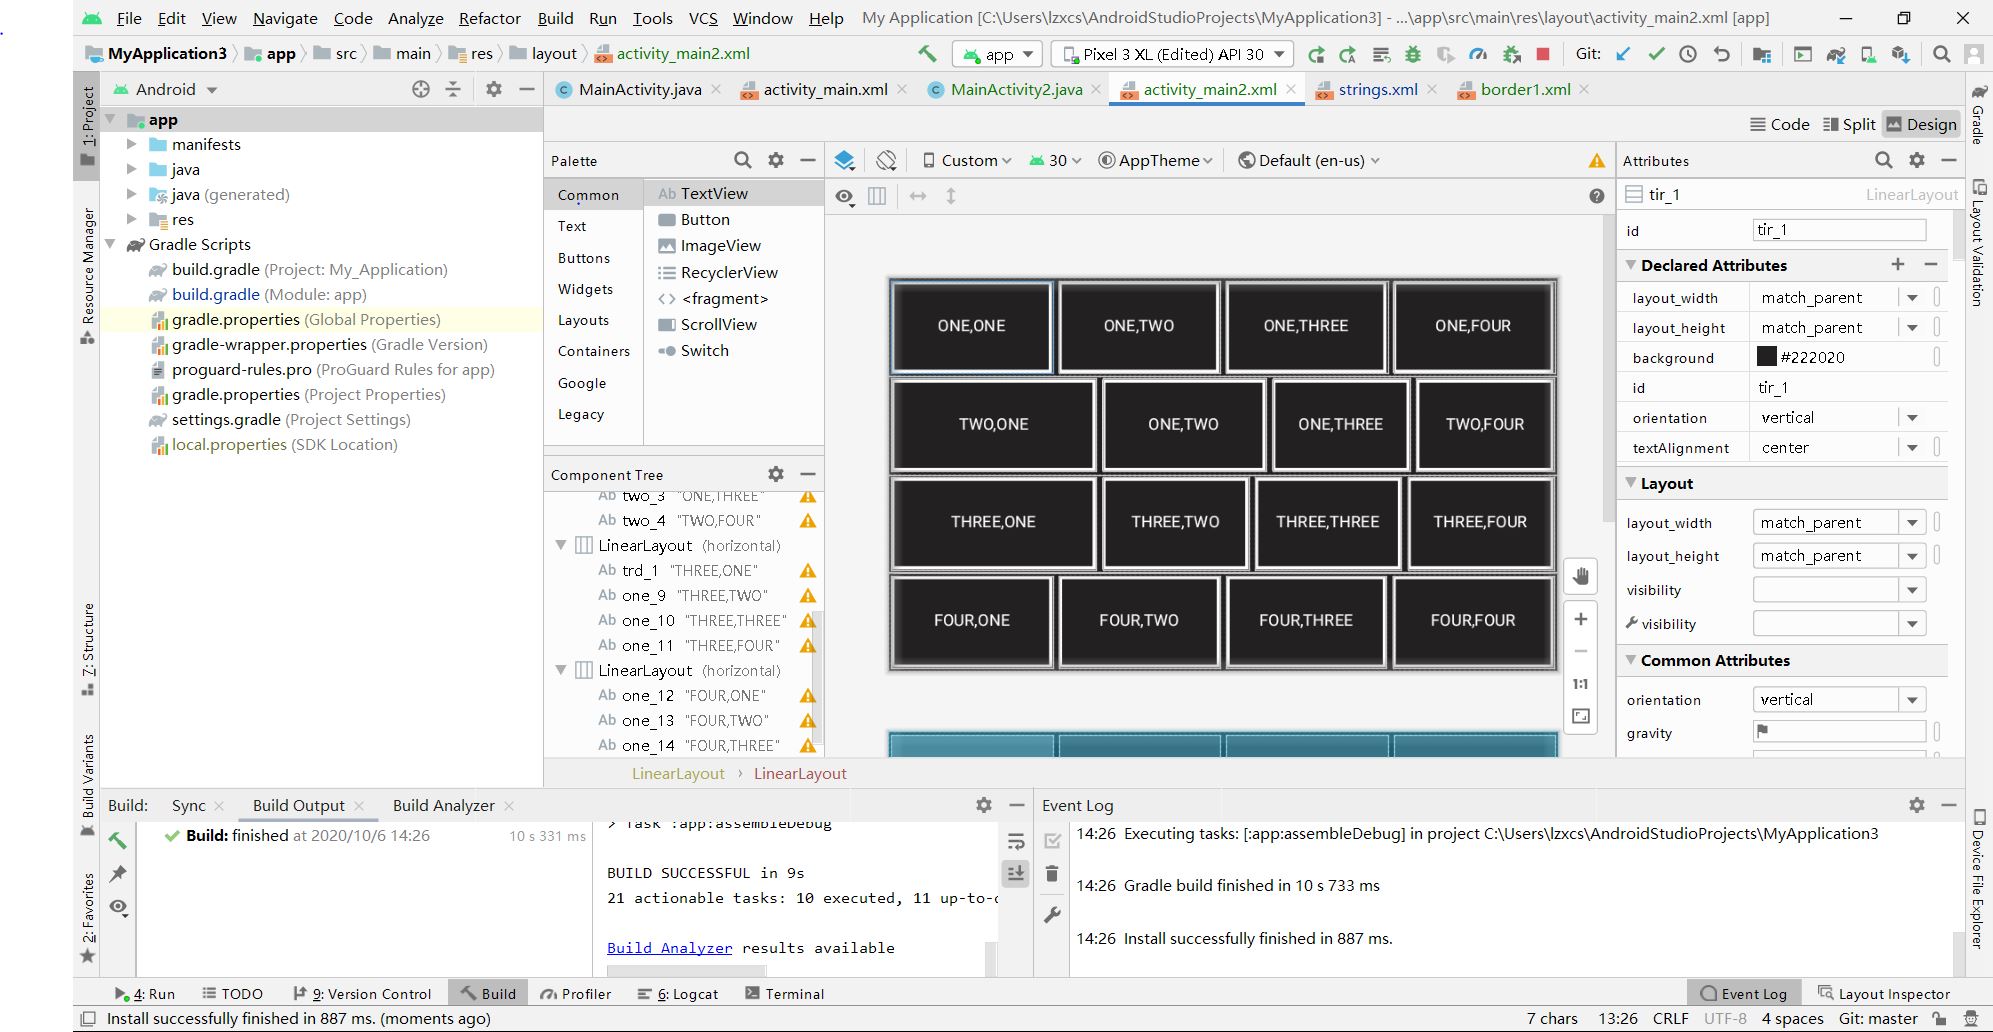 File Edit View Navigate Code Analyze Refactor Build Run Tools VCS Window Help My Application [C:\Users\lzxcs\AndroidStudioProjects\MyApplication3] - ...\app\src\main\res\layout\activity_main2.xml [app]
MyApplication3 app src main res layout activity_main2.xml app Pixel 3 XL (Edited) API 30 Git:
1: Project
Resource Manager
7: Structure
Build Variants
2: Favorites
Android
app
manifests
java
java (generated)
res
Gradle Scripts
build.gradle (Project: My_Application)
build.gradle (Module: app)
gradle.properties (Global Properties)
gradle-wrapper.properties (Gradle Version)
proguard-rules.pro (ProGuard Rules for app)
gradle.properties (Project Properties)
settings.gradle (Project Settings)
local.properties (SDK Location)
MainActivity.java activity_main.xml MainActivity2.java activity_main2.xml strings.xml border1.xml
Code Split Design
Palette
Common
Text
Buttons
Widgets
Layouts
Containers
Google
Legacy
Ab TextView
Button
ImageView
RecyclerView
<> <fragment>
ScrollView
Switch
Component Tree
Ab two_3 "ONE,THREE"
Ab two_4 "TWO,FOUR"
LinearLayout (horizontal)
Ab trd_1 "THREE,ONE"
Ab one_9 "THREE,TWO"
Ab one_10 "THREE,THREE"
Ab one_11 "THREE,FOUR"
LinearLayout (horizontal)
Ab one_12 "FOUR,ONE"
Ab one_13 "FOUR,TWO"
Ab one_14 "FOUR,THREE"
Custom 30 AppTheme Default (en-us)
ONE,ONE ONE,TWO ONE,THREE ONE,FOUR
TWO,ONE ONE,TWO ONE,THREE TWO,FOUR
THREE,ONE THREE,TWO THREE,THREE THREE,FOUR
FOUR,ONE FOUR,TWO FOUR,THREE FOUR,FOUR
1:1
LinearLayout › LinearLayout
Attributes
tir_1 LinearLayout
id tir_1
Declared Attributes
layout_width match_parent
layout_height match_parent
background #222020
id tir_1
orientation vertical
textAlignment center
Layout
layout_width match_parent
layout_height match_parent
visibility
visibility
Common Attributes
orientation vertical
gravity
Gradle
Layout Validation
Device File Explorer
Build: Sync Build Output Build Analyzer
Build: finished at 2020/10/6 14:26 10 s 331 ms
> Task :app:assembleDebug
BUILD SUCCESSFUL in 9s
21 actionable tasks: 10 executed, 11 up-to-
Build Analyzer results available
Event Log
14:26 Executing tasks: [:app:assembleDebug] in project C:\Users\lzxcs\AndroidStudioProjects\MyApplication3
14:26 Gradle build finished in 10 s 733 ms
14:26 Install successfully finished in 887 ms.
4: Run TODO 9: Version Control Build Profiler 6: Logcat Terminal Event Log Layout Inspector
Install successfully finished in 887 ms. (moments ago) 7 chars 13:26 CRLF UTF-8 4 spaces Git: master